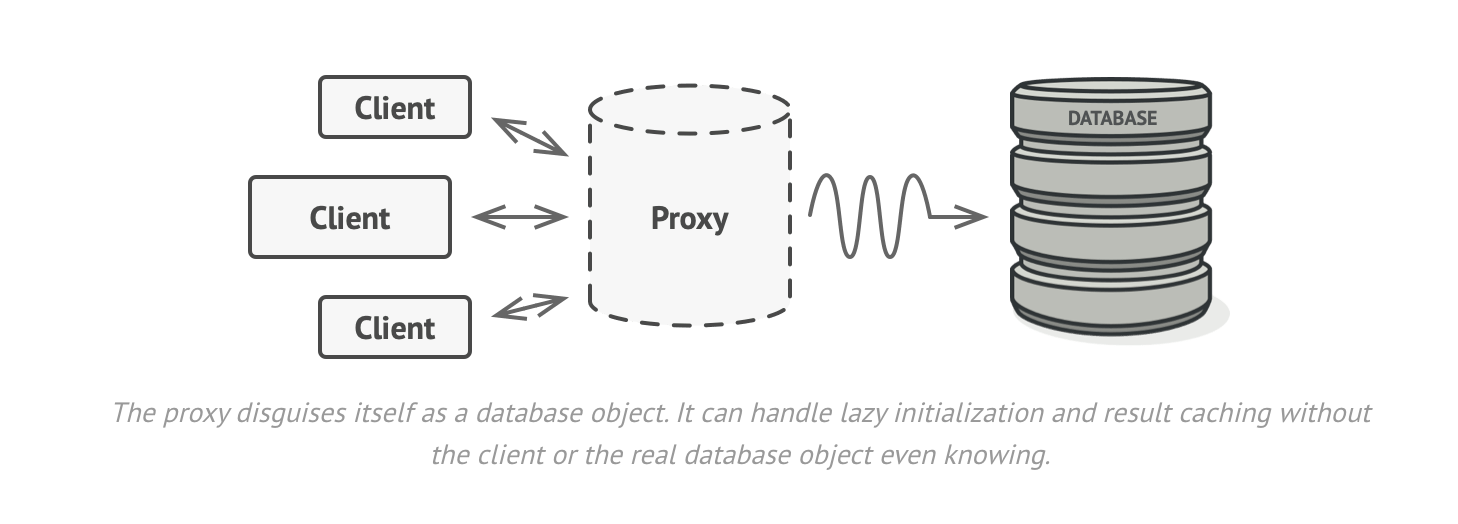 Client
Client
Client
Proxy
DATABASE
The proxy disguises itself as a database object. It can handle lazy initialization and result caching without
the client or the real database object even knowing.